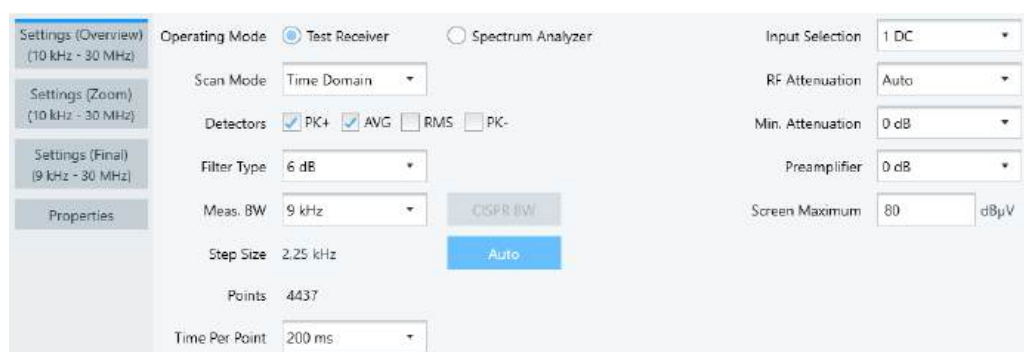 Settings (Overview)
(10 kHz - 30 MHz)
Settings (Zoom)
(10 kHz - 30 MHz)
Settings (Final)
(9 kHz - 30 MHz)
Properties
Operating Mode Test Receiver Spectrum Analyzer
Scan Mode Time Domain
Detectors PK+ AVG RMS PK-
Filter Type 6 dB
Meas. BW 9 kHz CISPR BW
Step Size 2.25 kHz Auto
Points 4437
Time Per Point 200 ms
Input Selection 1 DC
RF Attenuation Auto
Min. Attenuation 0 dB
Preamplifier 0 dB
Screen Maximum 80 dBµV